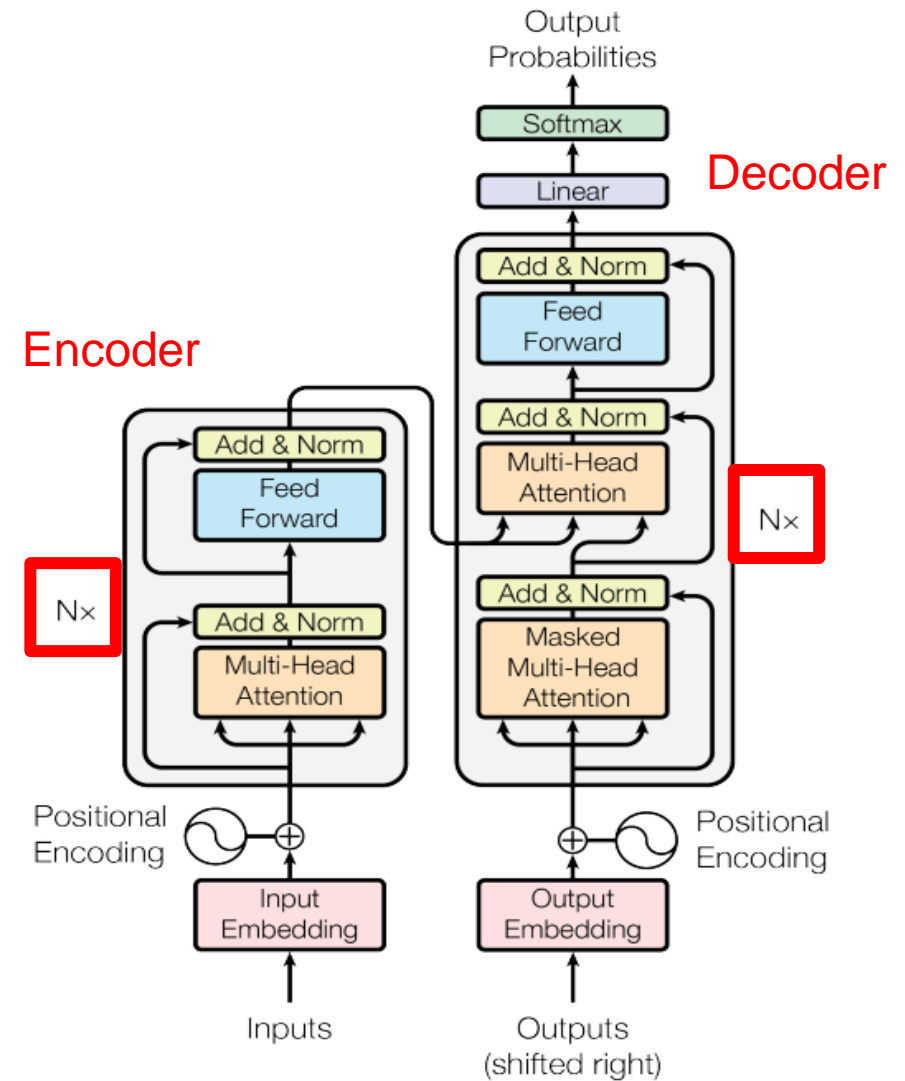 Output
Probabilities
Softmax
Linear
Decoder
Add & Norm
Feed
Forward
Add & Norm
Multi-Head
Attention
Nx
Add & Norm
Masked
Multi-Head
Attention
Encoder
Add & Norm
Feed
Forward
Nx
Add & Norm
Multi-Head
Attention
Positional
Encoding
Positional
Encoding
Input
Embedding
Output
Embedding
Inputs
Outputs
(shifted right)